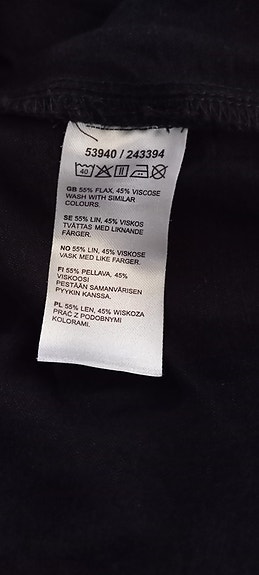 53940 / 243394
40
GB 55% FLAX, 45% VISCOSE
WASH WITH SIMILAR
COLOURS.
SE 55% LIN, 45% VISKOS
TVÄTTAS MED LIKNANDE
FÄRGER.
NO 55% LIN, 45% VISKOSE
VASK MED LIKE FARGER.
FI 55% PELLAVA, 45%
VISKOOSI
PESTÄÄN SAMANVÄRISEN
PYYKIN KANSSA.
PL 55% LEN, 45% WISKOZA
PRAĆ Z PODOBNYMI
KOLORAMI.